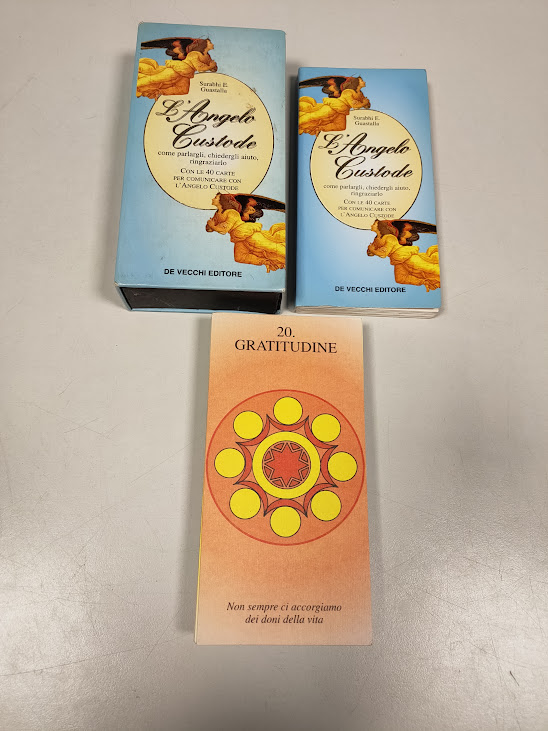 Surabhi E.
Guastalla
L'Angelo
Custode
come parlargli, chiedergli aiuto,
ringraziarlo
CON LE 40 CARTE
PER COMUNICARE CON
L'ANGELO CUSTODE
DE VECCHI EDITORE
Surabhi E.
Guastalla
L'Angelo
Custode
come parlargli, chiedergli aiuto,
ringraziarlo
CON LE 40 CARTE
PER COMUNICARE CON
L'ANGELO CUSTODE
DE VECCHI EDITORE
20.
GRATITUDINE
Non sempre ci accorgiamo
dei doni della vita